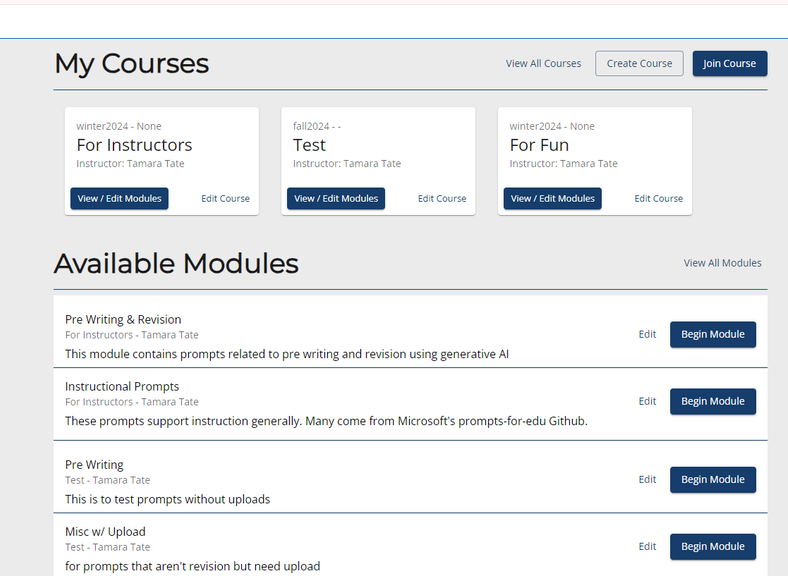 My Courses
View All Courses
Create Course
Join Course
winter2024 - None
For Instructors
Instructor: Tamara Tate
View / Edit Modules
Edit Course
fall2024 - -
Test
Instructor: Tamara Tate
View / Edit Modules
Edit Course
winter2024 - None
For Fun
Instructor: Tamara Tate
View / Edit Modules
Edit Course
Available Modules
View All Modules
Pre Writing & Revision
For Instructors - Tamara Tate
This module contains prompts related to pre writing and revision using generative AI
Edit
Begin Module
Instructional Prompts
For Instructors - Tamara Tate
These prompts support instruction generally. Many come from Microsoft's prompts-for-edu Github.
Edit
Begin Module
Pre Writing
Test - Tamara Tate
This is to test prompts without uploads
Edit
Begin Module
Misc w/ Upload
Test - Tamara Tate
for prompts that aren't revision but need upload
Edit
Begin Module